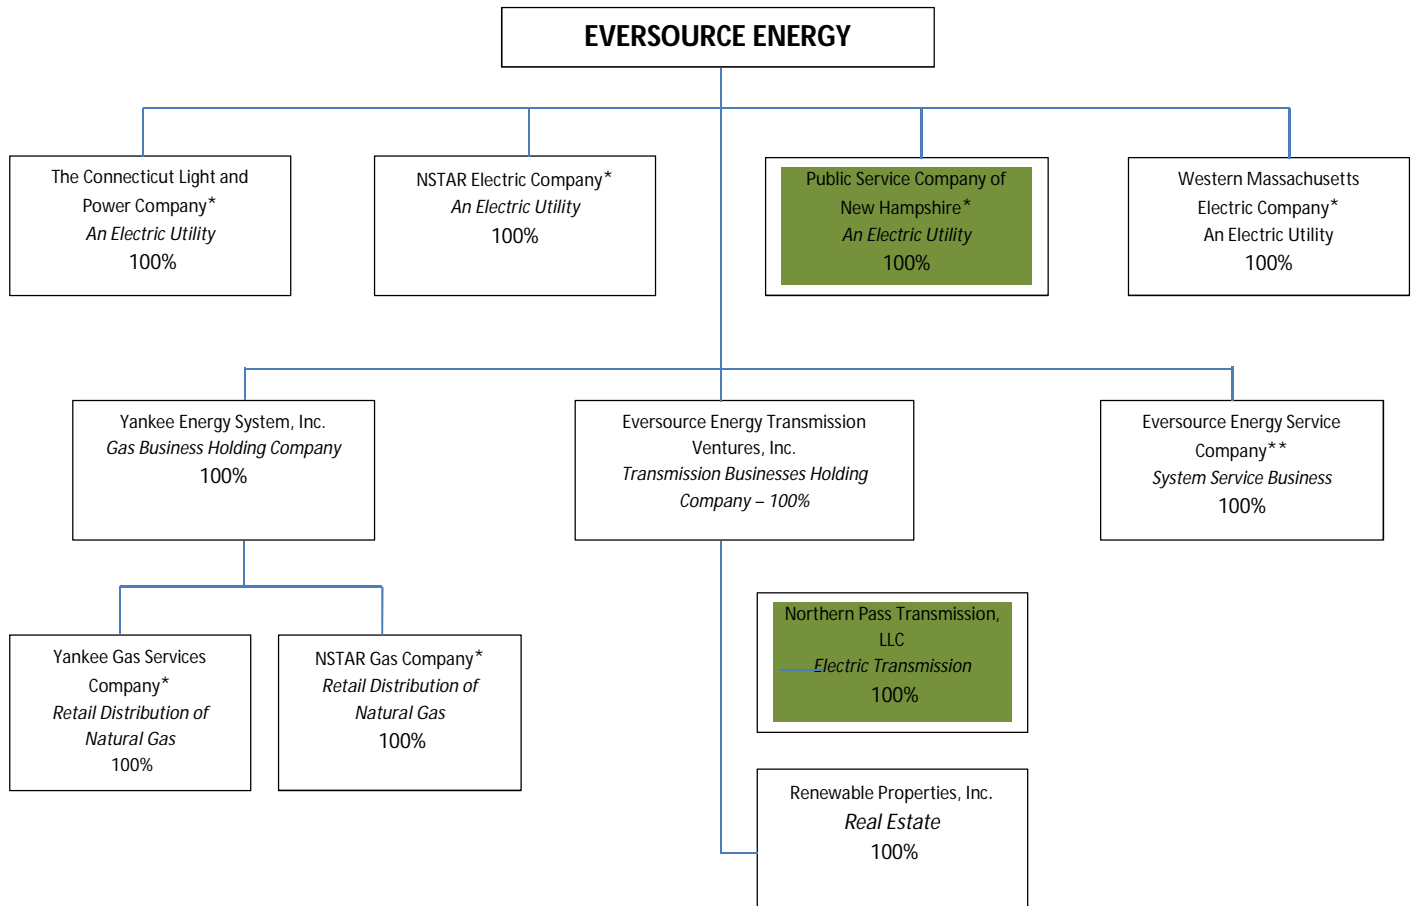 EVERSOURCE ENERGY
The Connecticut Light and
Power Company*
An Electric Utility
100%
NSTAR Electric Company*
An Electric Utility
100%
Public Service Company of
New Hampshire*
An Electric Utility
100%
Western Massachusetts
Electric Company*
An Electric Utility
100%
Yankee Energy System, Inc.
Gas Business Holding Company
100%
Eversource Energy Transmission
Ventures, Inc.
Transmission Businesses Holding
Company – 100%
Eversource Energy Service
Company**
System Service Business
100%
Yankee Gas Services
Company*
Retail Distribution of
Natural Gas
100%
NSTAR Gas Company*
Retail Distribution of
Natural Gas
100%
Northern Pass Transmission,
LLC
Electric Transmission
100%
Renewable Properties, Inc.
Real Estate
100%